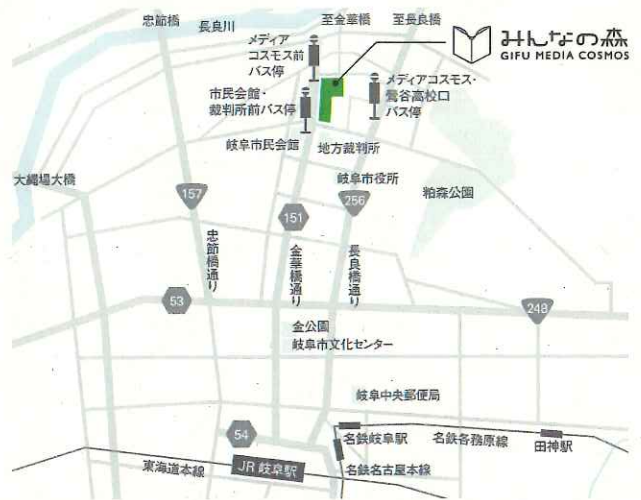 忠節橋
長良川
至金華橋
至長良橋
みんなの森
GIFU MEDIA COSMOS
メディア
コスモス前
バス停
市民会館・
裁判所前バス停
メディアコスモス・
鶯谷高校口
バス停
岐阜市民会館
地方裁判所
大縄場大橋
岐阜市役所
粕森公園
157
151
256
忠節橋通り
金華橋通り
長良橋通り
53
248
金公園
岐阜市文化センター
岐阜中央郵便局
54
名鉄岐阜駅
名鉄各務原線
田神駅
東海道本線
JR 岐阜駅
名鉄名古屋本線